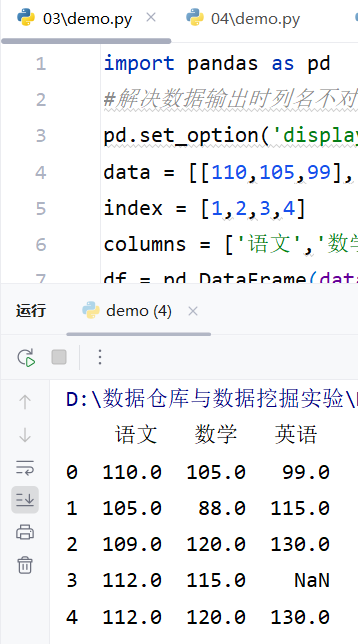 03\demo.py 04\demo.py
1 import pandas as pd
2 #解决数据输出时列名不对
3 pd.set_option('display
4 data = [[110,105,99],
5 index = [1,2,3,4]
6 columns = ['语文','数学
7 df = pd.DataFrame(data
运行 demo (4)
D:\数据仓库与数据挖掘实验\
语文 数学 英语
0 110.0 105.0 99.0
1 105.0 88.0 115.0
2 109.0 120.0 130.0
3 112.0 115.0 NaN
4 112.0 120.0 130.0